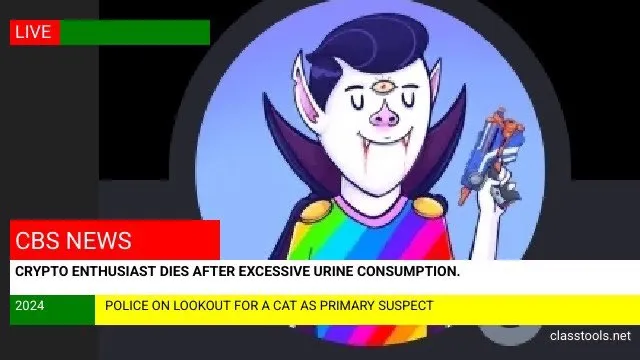 LIVE
CBS NEWS
CRYPTO ENTHUSIAST DIES AFTER EXCESSIVE URINE CONSUMPTION.
2024 POLICE ON LOOKOUT FOR A CAT AS PRIMARY SUSPECT
classtools.net